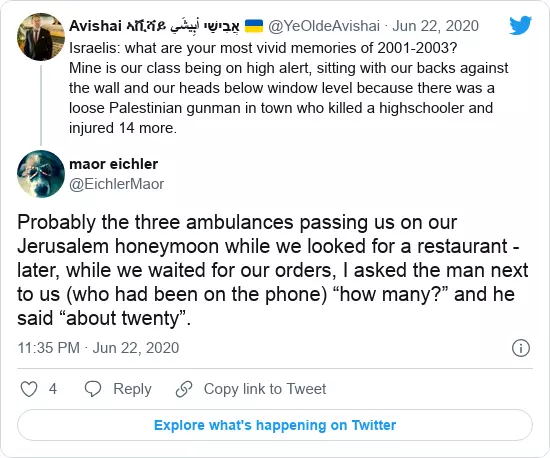 Avishai አቪሻይ أبيشَي אֲבִישַׁי 🇺🇦 @YeOldeAvishai · Jun 22, 2020
Israelis: what are your most vivid memories of 2001-2003?
Mine is our class being on high alert, sitting with our backs against
the wall and our heads below window level because there was a
loose Palestinian gunman in town who killed a highschooler and
injured 14 more.
maor eichler
@EichlerMaor
Probably the three ambulances passing us on our
Jerusalem honeymoon while we looked for a restaurant -
later, while we waited for our orders, I asked the man next
to us (who had been on the phone) “how many?” and he
said “about twenty”.
11:35 PM · Jun 22, 2020
4 Reply Copy link to Twitter
Explore what's happening on Twitter